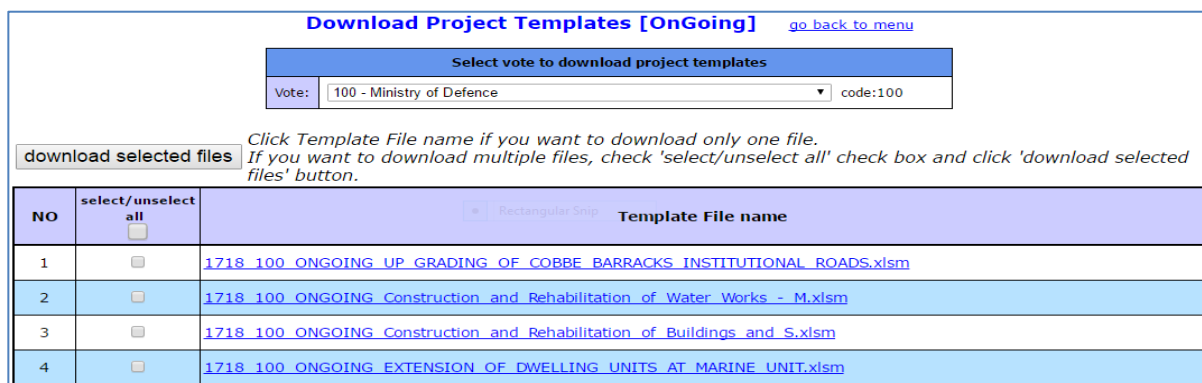 Download Project Templates [OnGoing] go back to menu
Select vote to download project templates
Vote: 100 - Ministry of Defence code:100
Click Template File name if you want to download only one file.
download selected files If you want to download multiple files, check 'select/unselect all' check box and click 'download selected
files' button.
NO select/unselect all Template File name
Rectangular Snip
1 1718_100_ONGOING_UP_GRADING_OF_COBBE_BARRACKS_INSTITUTIONAL_ROADS.xlsm
2 1718_100_ONGOING_Construction_and_Rehabilitation_of_Water_Works_-_M.xlsm
3 1718_100_ONGOING_Construction_and_Rehabilitation_of_Buildings_and_S.xlsm
4 1718_100_ONGOING_EXTENSION_OF_DWELLING_UNITS_AT_MARINE_UNIT.xlsm